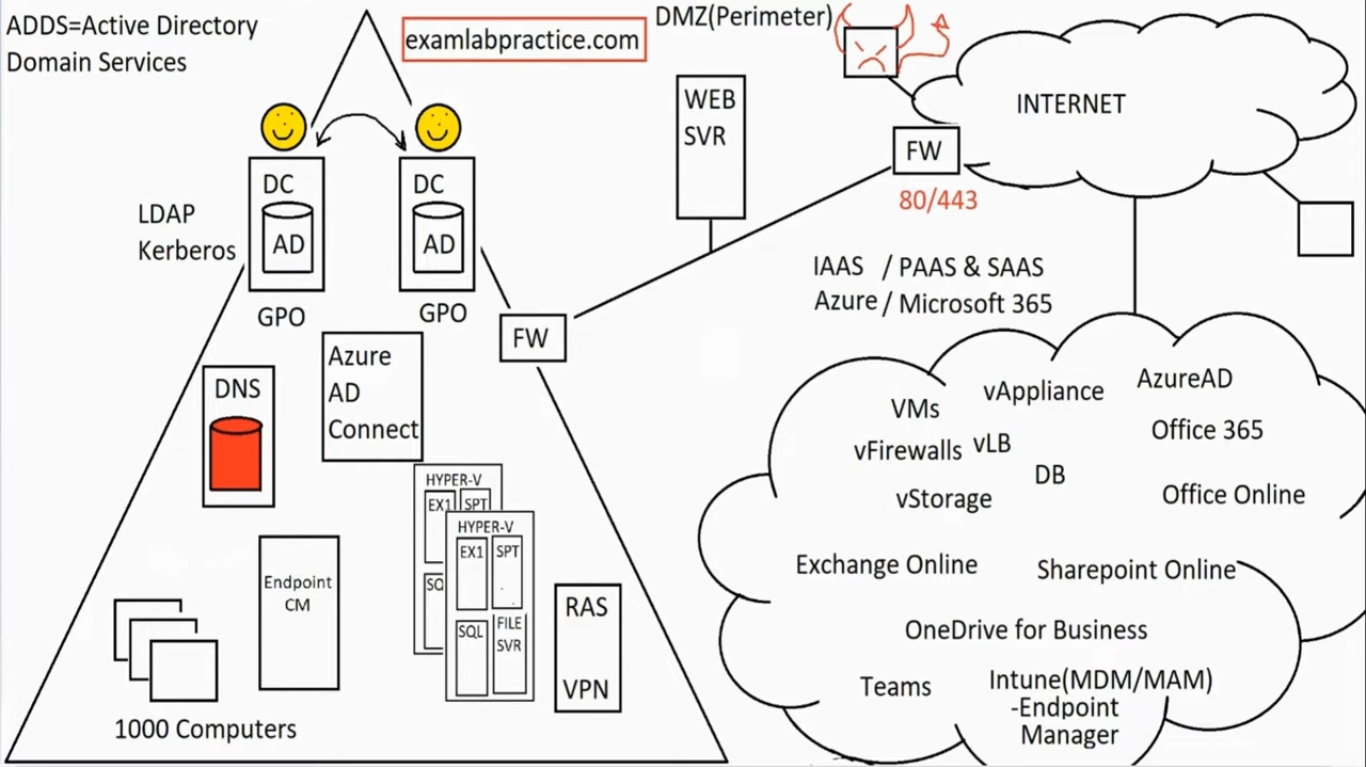 ADDS=Active Directory
Domain Services
examlabpractice.com
DMZ(Perimeter)
INTERNET
WEB
SVR
FW
80/443
DC
AD
GPO
DC
AD
GPO
LDAP
Kerberos
FW
IAAS / PAAS & SAAS
Azure / Microsoft 365
DNS
Azure
AD
Connect
HYPER-V
EX1
SPT
SQ
HYPER-V
EX1
SPT
SQL
FILE
SVR
Endpoint
CM
RAS
VPN
1000 Computers
VMs
vAppliance
AzureAD
vFirewalls
vLB
Office 365
DB
vStorage
Office Online
Exchange Online
Sharepoint Online
OneDrive for Business
Teams
Intune(MDM/MAM)
-Endpoint
Manager